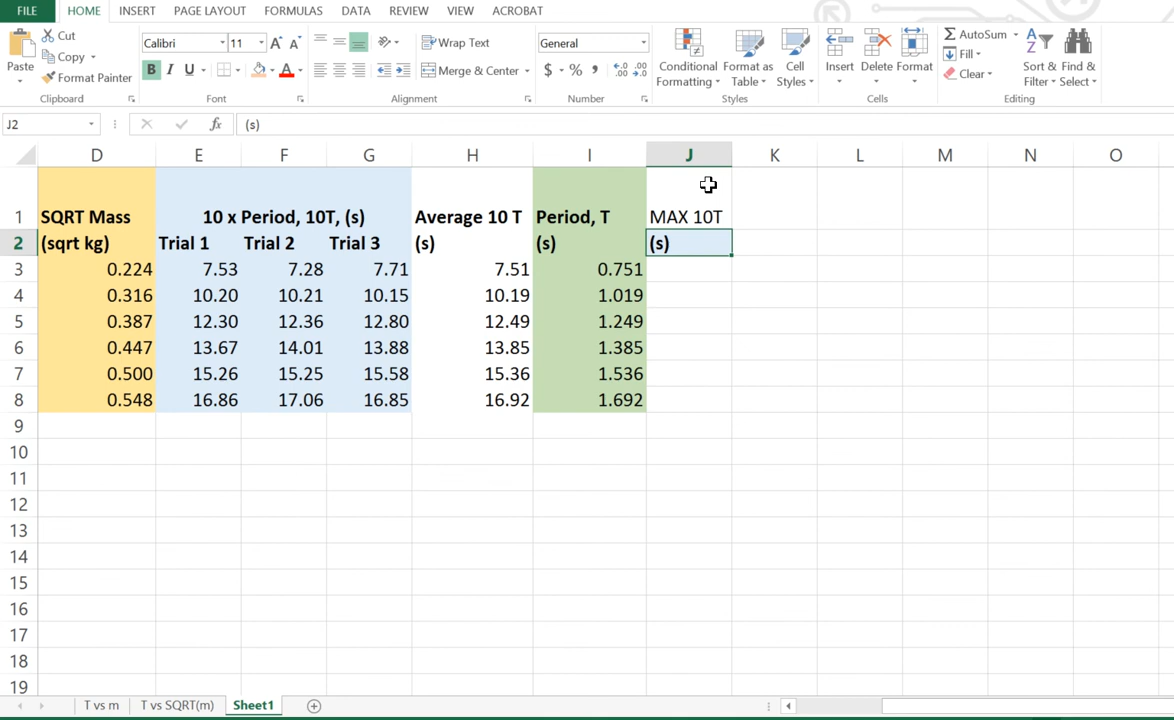 FILE HOME INSERT PAGE LAYOUT FORMULAS DATA REVIEW VIEW ACROBAT
Paste
Cut
Copy
Format Painter
Clipboard
Calibri 11 A A
B I U A
Font
Wrap Text
Merge & Center
Alignment
General
$ % , .00 .0
Number
Conditional Formatting
Format as Table
Cell Styles
Styles
Insert Delete Format
Cells
AutoSum
Fill
Clear
Sort & Filter
Find & Select
Editing
J2 fx (s)
D E F G H I J K L M N O
1 SQRT Mass 10 x Period, 10T, (s) Average 10 T Period, T MAX 10T
2 (sqrt kg) Trial 1 Trial 2 Trial 3 (s) (s) (s)
3 0.224 7.53 7.28 7.71 7.51 0.751
4 0.316 10.20 10.21 10.15 10.19 1.019
5 0.387 12.30 12.36 12.80 12.49 1.249
6 0.447 13.67 14.01 13.88 13.85 1.385
7 0.500 15.26 15.25 15.58 15.36 1.536
8 0.548 16.86 17.06 16.85 16.92 1.692
9
10
11
12
13
14
15
16
17
18
19
T vs m T vs SQRT(m) Sheet1